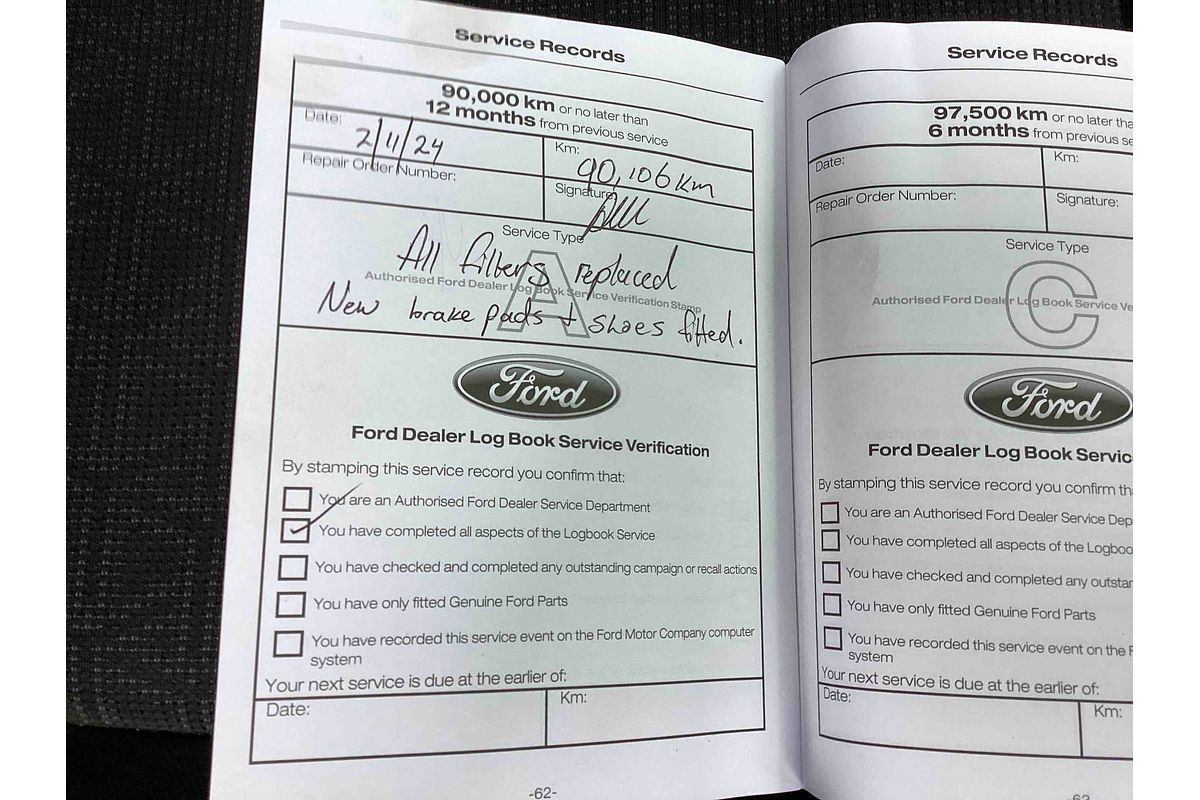 Service Records
90,000 km or no later than
12 months from previous service
Date:
2/11/24
Km:
90,106 km
Repair Order Number:
Signature:
Service Type
A
All filters replaced
Authorised Ford Dealer Log Book Service Verification Stamp
New brake pads + shoes fitted.
Ford
Ford Dealer Log Book Service Verification
By stamping this service record you confirm that:
You are an Authorised Ford Dealer Service Department
You have completed all aspects of the Logbook Service
You have checked and completed any outstanding campaign or recall actions
You have only fitted Genuine Ford Parts
You have recorded this service event on the Ford Motor Company computer
system
Your next service is due at the earlier of:
Date:
Km:
-62-
Service Records
97,500 km or no later tha
6 months from previous se
Date:
Km:
Repair Order Number:
Signature:
Service Type
C
Authorised Ford Dealer Log Book Service Ve
Ford
Ford Dealer Log Book Servic
By stamping this service record you confirm th
You are an Authorised Ford Dealer Service Dep
You have completed all aspects of the Logboo
You have checked and completed any outstar
You have only fitted Genuine Ford Parts
You have recorded this service event on the F
system
Your next service is due at the earlier of:
Date:
Km: